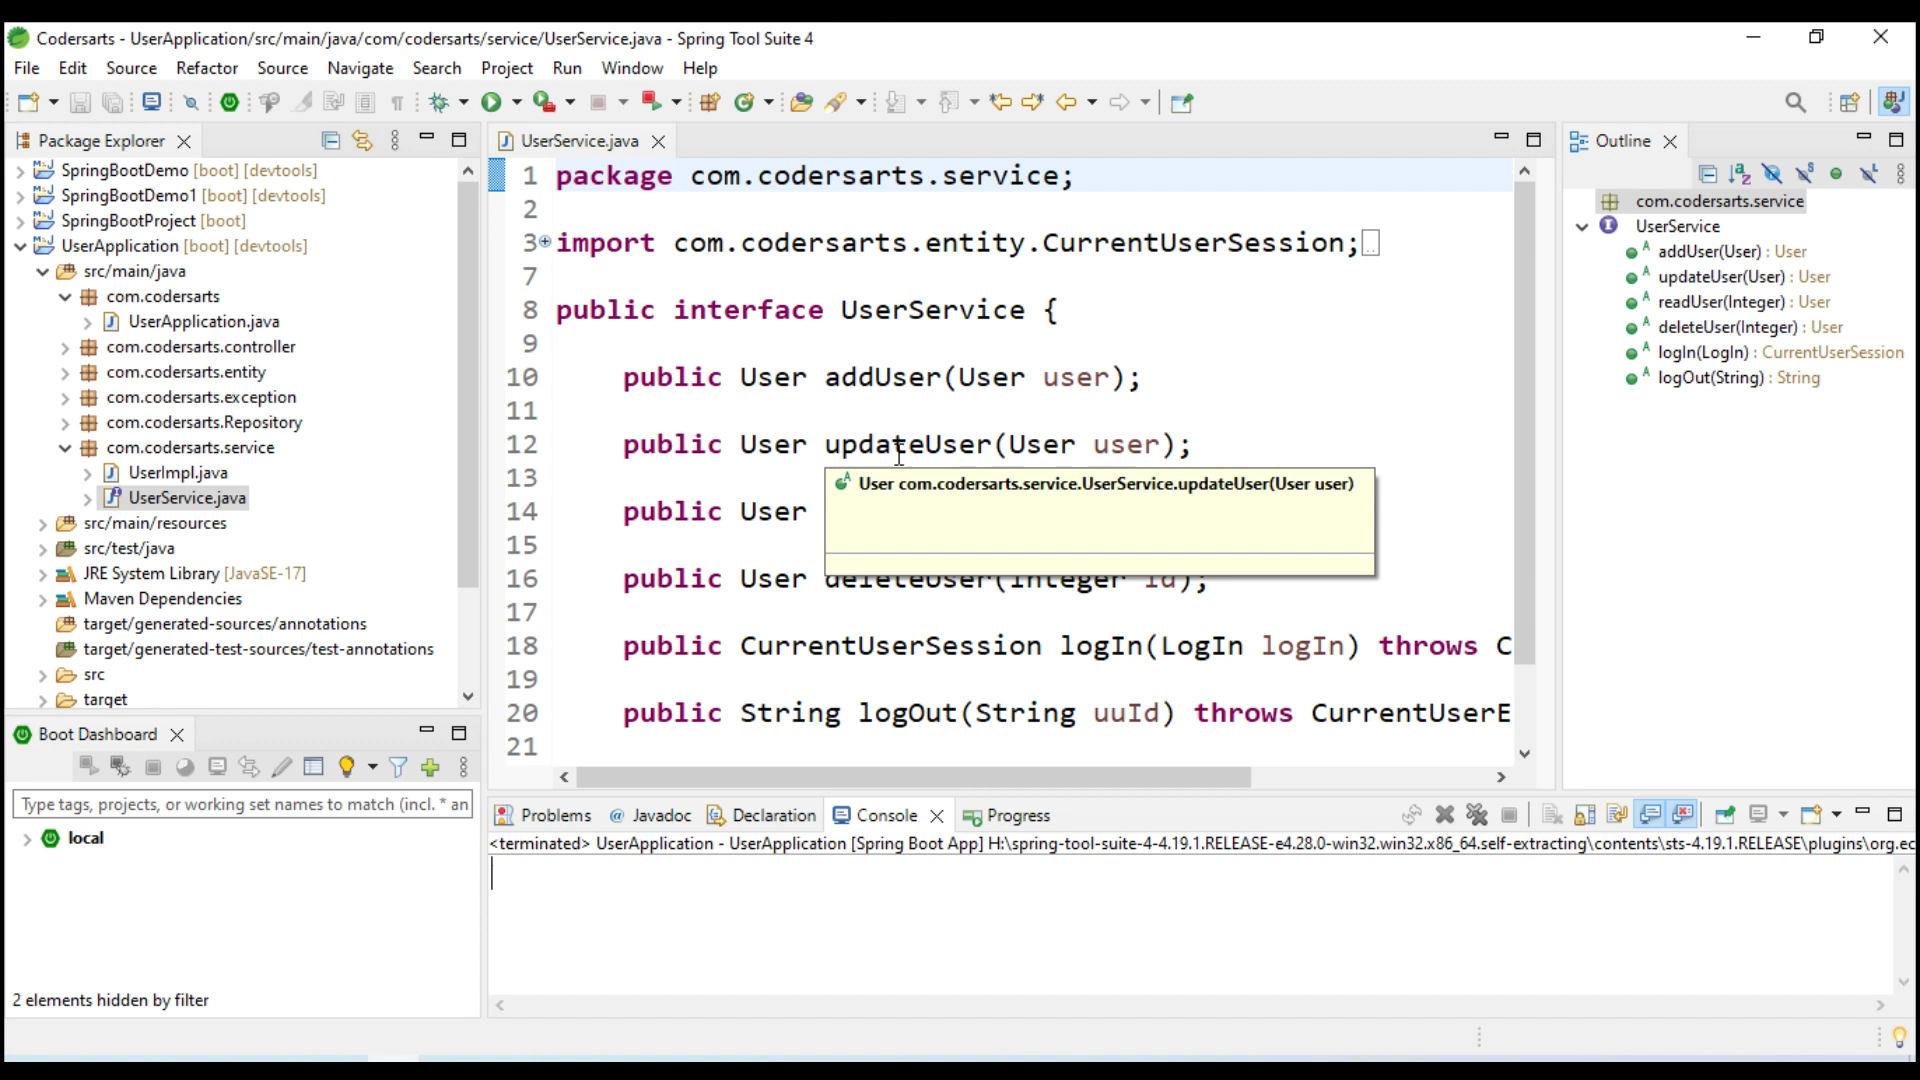 Codersarts - UserApplication/src/main/java/com/codersarts/service/UserService.java - Spring Tool Suite 4
File Edit Source Refactor Source Navigate Search Project Run Window Help
Package Explorer
SpringBootDemo [boot] [devtools]
SpringBootDemo1 [boot] [devtools]
SpringBootProject [boot]
UserApplication [boot] [devtools]
src/main/java
com.codersarts
UserApplication.java
com.codersarts.controller
com.codersarts.entity
com.codersarts.exception
com.codersarts.Repository
com.codersarts.service
UserImpl.java
UserService.java
src/main/resources
src/test/java
JRE System Library [JavaSE-17]
Maven Dependencies
target/generated-sources/annotations
target/generated-test-sources/test-annotations
src
target
Boot Dashboard
Type tags, projects, or working set names to match (incl. * an
local
2 elements hidden by filter
UserService.java
1 package com.codersarts.service;
2
3 import com.codersarts.entity.CurrentUserSession;
7
8 public interface UserService {
9
10 public User addUser(User user);
11
12 public User updateUser(User user);
13
User com.codersarts.service.UserService.updateUser(User user)
14 public User
15
16 public User deleteUser(Integer id);
17
18 public CurrentUserSession logIn(LogIn logIn) throws C
19
20 public String logOut(String uuId) throws CurrentUserE
21
Outline
com.codersarts.service
UserService
addUser(User) : User
updateUser(User) : User
readUser(Integer) : User
deleteUser(Integer) : User
logIn(LogIn) : CurrentUserSession
logOut(String) : String
Problems Javadoc Declaration Console Progress
<terminated> UserApplication - UserApplication [Spring Boot App] H:\spring-tool-suite-4-4.19.1.RELEASE-e4.28.0-win32.win32.x86_64.self-extracting\contents\sts-4.19.1.RELEASE\plugins\org.ec